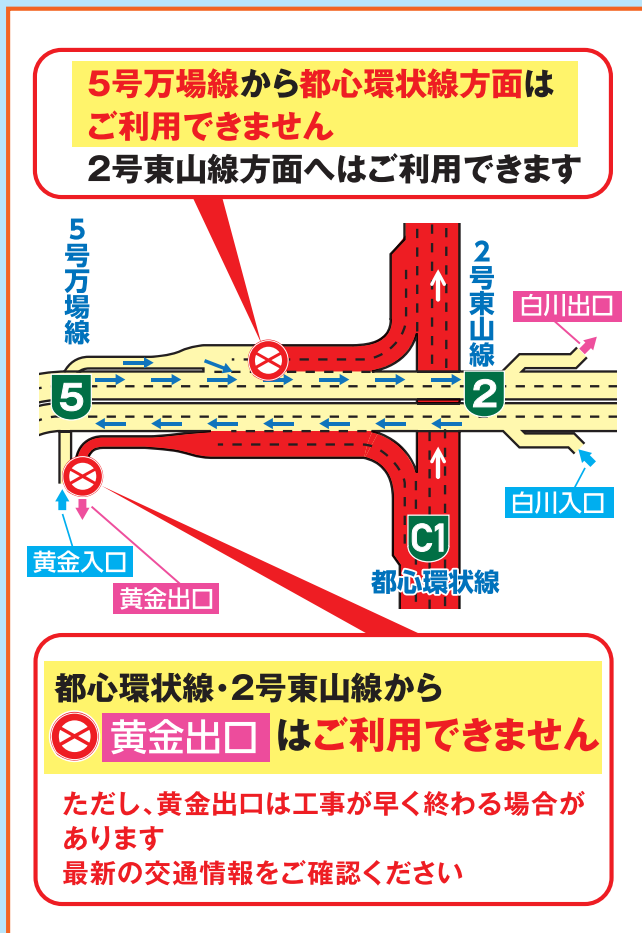 5号万場線から都心環状線方面は
ご利用できません
2号東山線方面へはご利用できます
5号万場線
2号東山線
白川出口
5
2
白川入口
C1
黄金入口
都心環状線
黄金出口
都心環状線・2号東山線から
黄金出口はご利用できません
ただし、黄金出口は工事が早く終わる場合が
あります
最新の交通情報をご確認ください